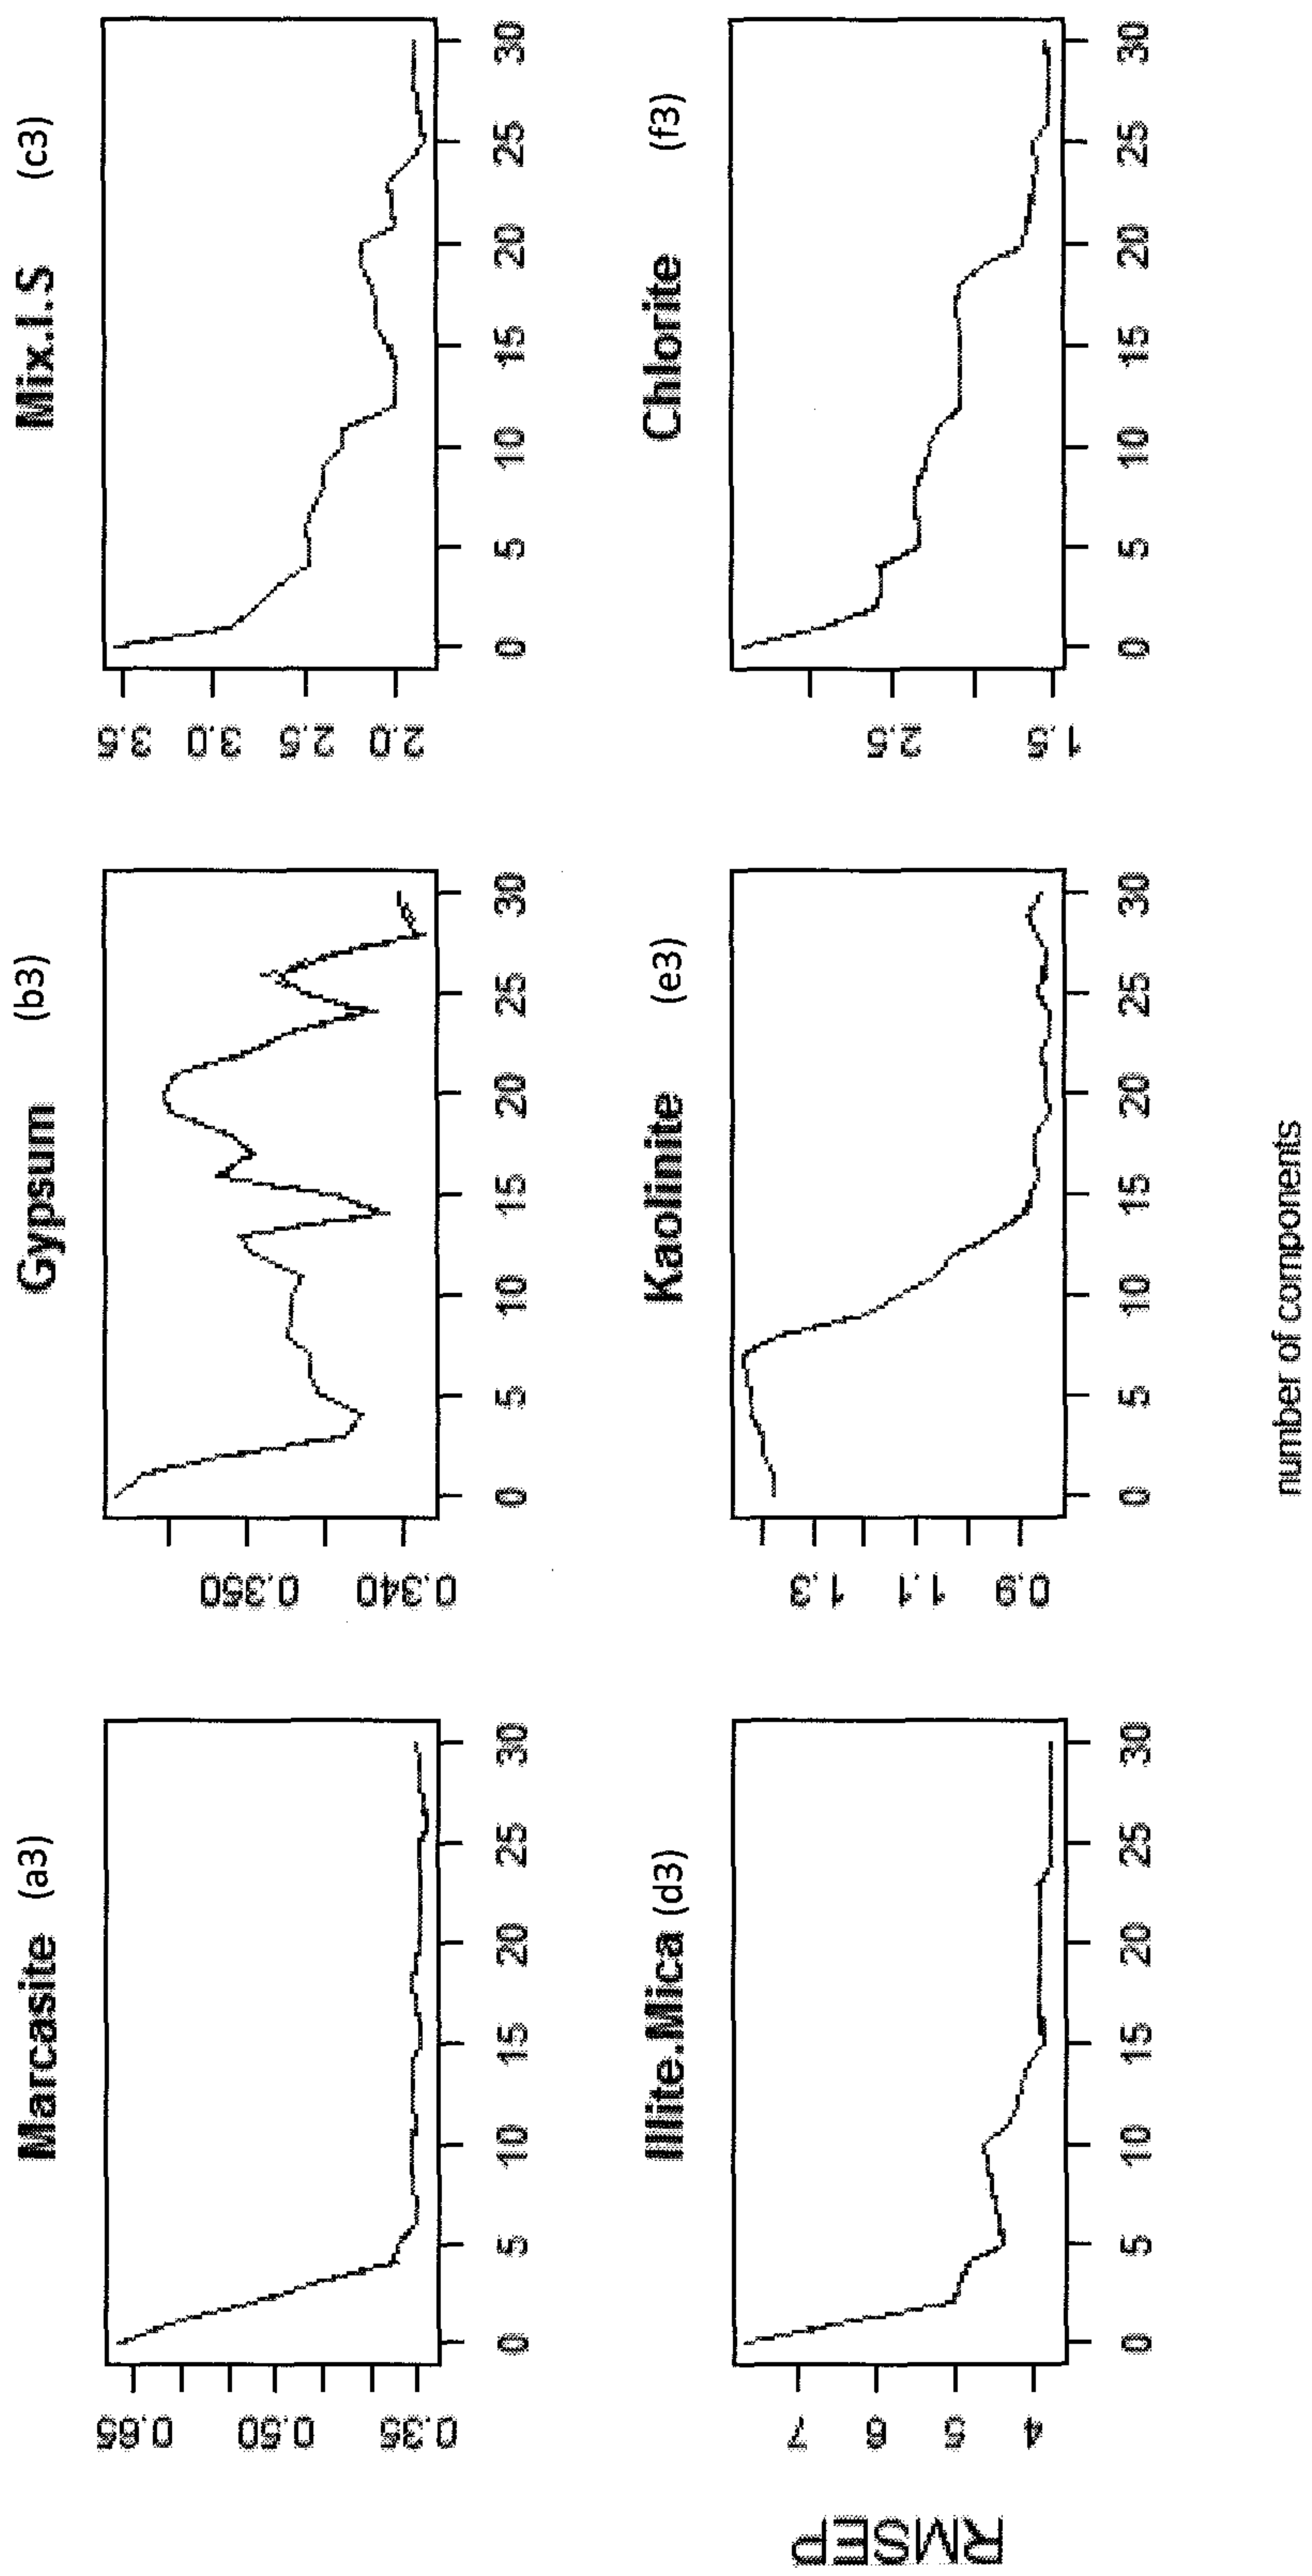 Marcasite (a3)
0.65
0.50
0.35
0 5 10 15 20 25 30
Gypsum (b3)
0.350
0.340
0 5 10 15 20 25 30
Mix.I.S (c3)
3.5
3.0
2.5
2.0
0 5 10 15 20 25 30
RMSEP
Illite.Mica (d3)
7
6
5
4
0 5 10 15 20 25 30
Kaolinite (e3)
1.3
1.1
0.9
0 5 10 15 20 25 30
Chlorite (f3)
2.5
1.5
0 5 10 15 20 25 30
number of components